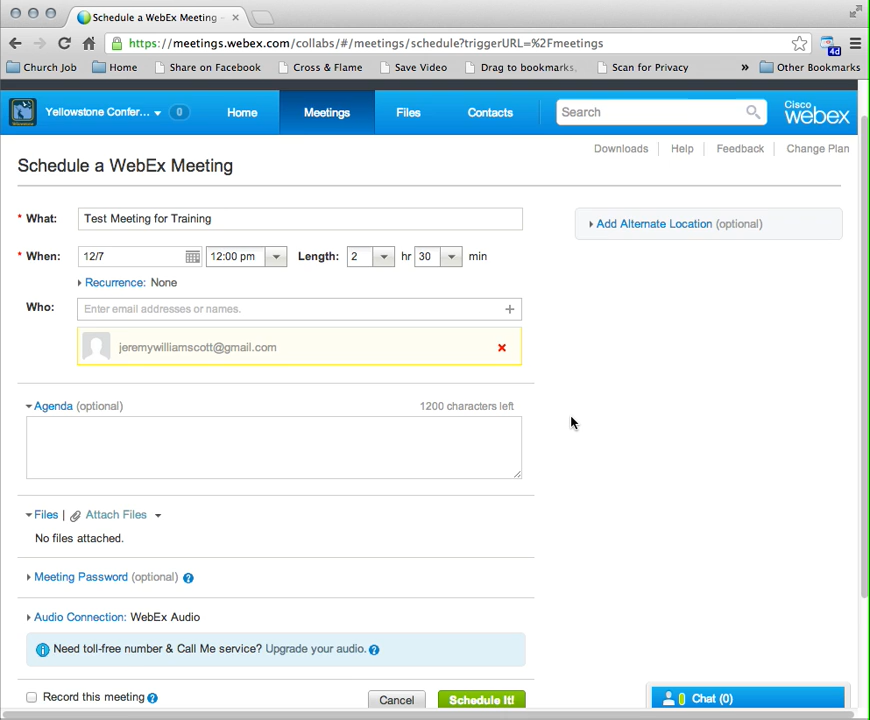 Schedule a WebEx Meeting
https://meetings.webex.com/collabs/#/meetings/schedule?triggerURL=%2Fmeetings
4d
Church Job Home Share on Facebook Cross & Flame Save Video Drag to bookmarks, Scan for Privacy » Other Bookmarks
Yellowstone Confer... 0 Home Meetings Files Contacts Search Cisco webex
Downloads | Help | Feedback | Change Plan
Schedule a WebEx Meeting
* What: Test Meeting for Training
Add Alternate Location (optional)
* When: 12/7 12:00 pm Length: 2 hr 30 min
Recurrence: None
Who: Enter email addresses or names. +
jeremywilliamscott@gmail.com
Agenda (optional) 1200 characters left
Files | Attach Files
No files attached.
Meeting Password (optional) ?
Audio Connection: WebEx Audio
Need toll-free number & Call Me service? Upgrade your audio. ?
Record this meeting ? Cancel Schedule It! Chat (0)